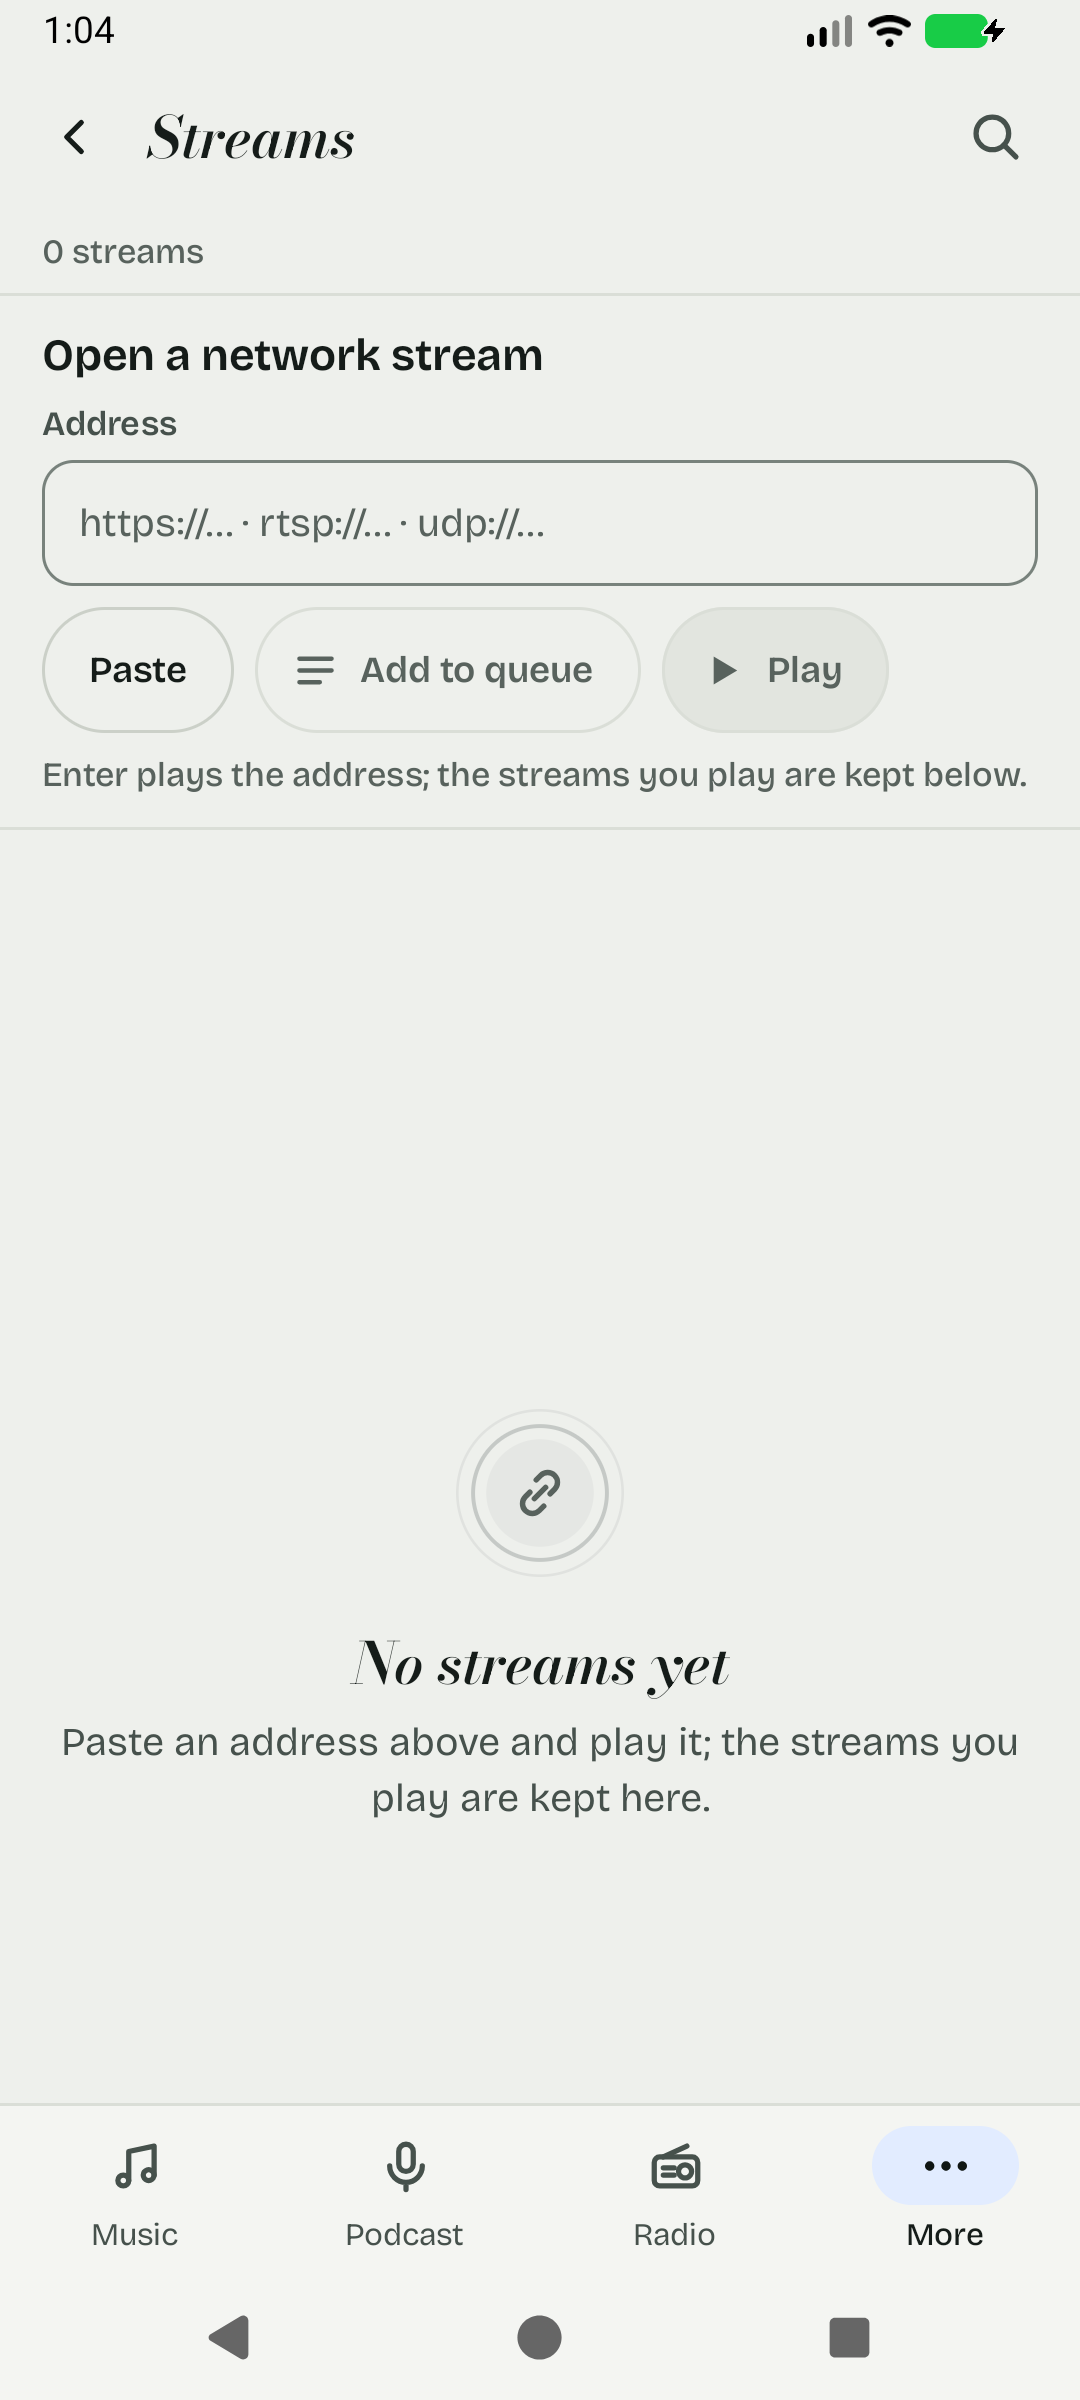 1:04
Streams
0 streams
Open a network stream
Address
https://... · rtsp://... · udp://...
Paste
Add to queue
Play
Enter plays the address; the streams you play are kept below.
No streams yet
Paste an address above and play it; the streams you
play are kept here.
Music
Podcast
Radio
More